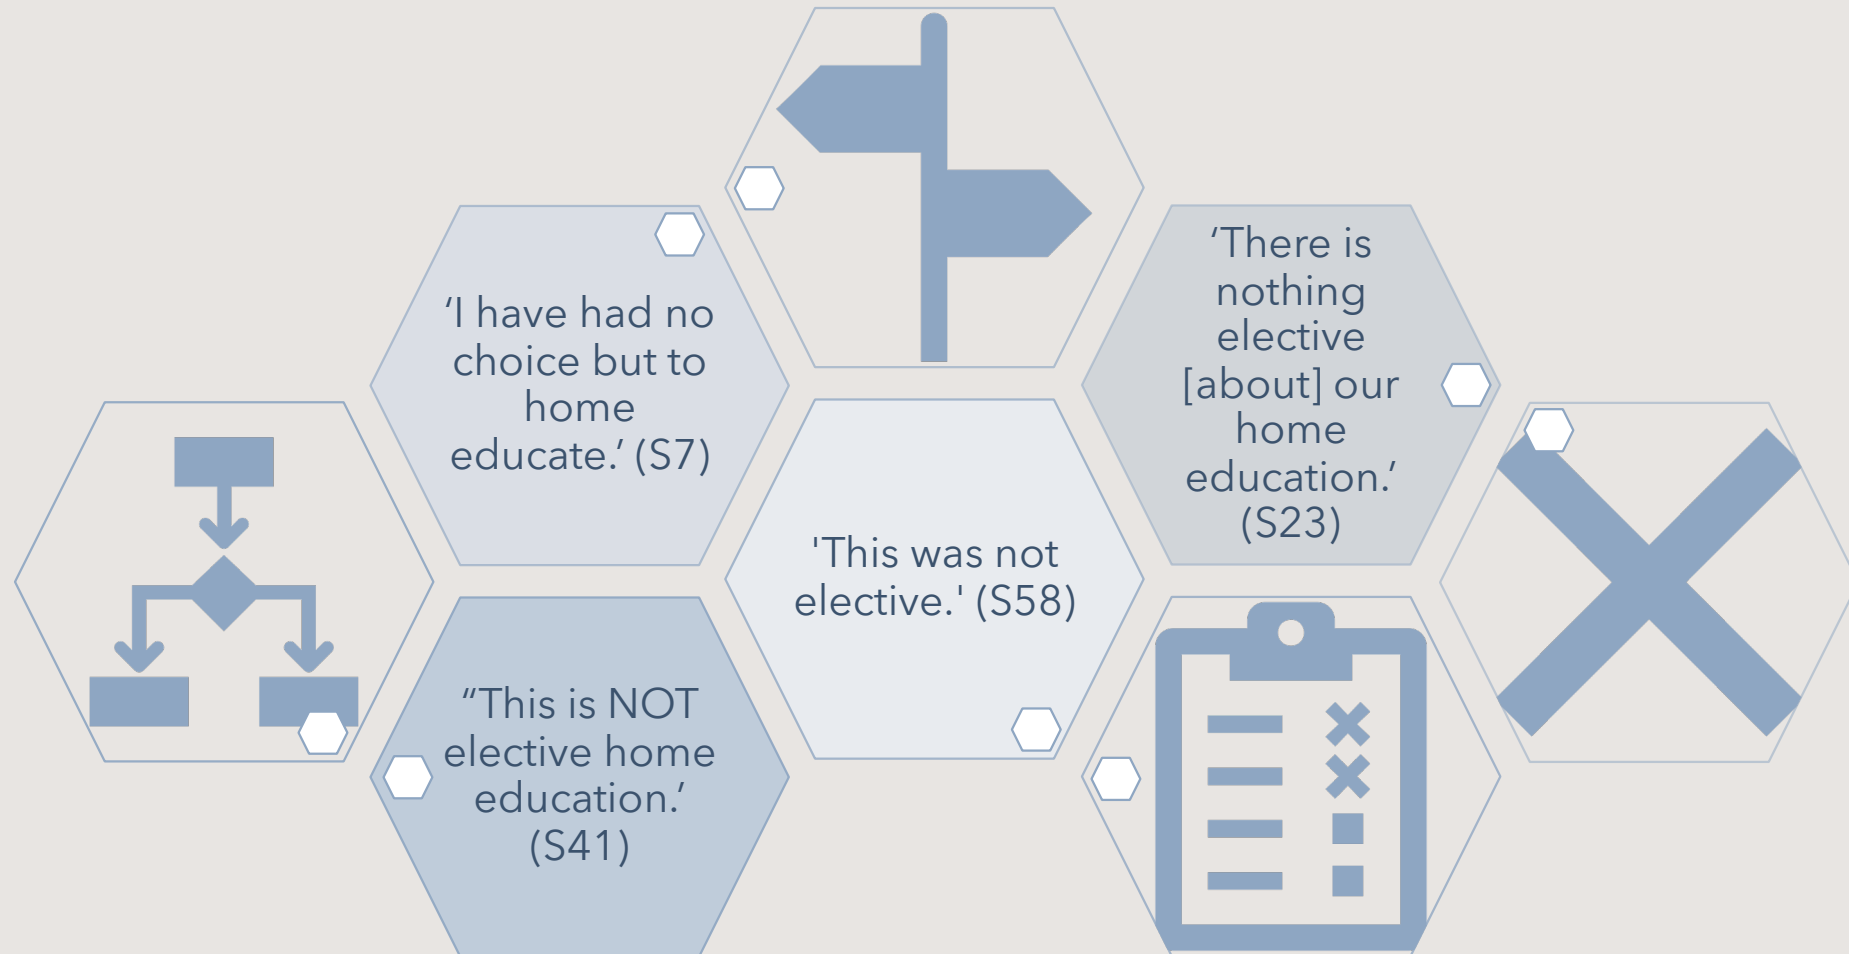 ‘I have had no
choice but to
home
educate.’ (S7)
‘There is
nothing
elective
[about] our
home
education.’
(S23)
'This was not
elective.' (S58)
“This is NOT
elective home
education.’
(S41)